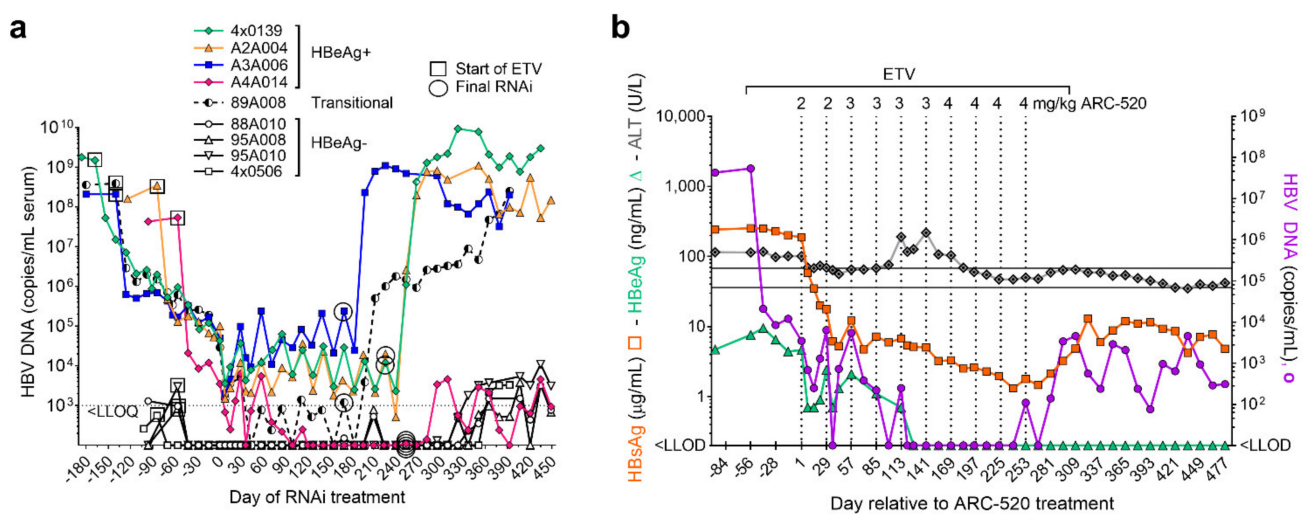 a
4x0139
A2A004
A3A006
A4A014
HBeAg+
89A008
Transitional
88A010
95A008
95A010
4x0506
HBeAg-
Start of ETV
Final RNAi
HBV DNA (copies/mL serum)
10^10
10^9
10^8
10^7
10^6
10^5
10^4
10^3
<LLOQ
-180 -150 -120 -90 -60 -30 0 30 60 90 120 150 180 210 240 270 300 330 360 390 420 450
Day of RNAi treatment
b
ETV
2 2 3 3 3 3 4 4 4 4 mg/kg ARC-520
HBsAg (µg/mL) □ - HBeAg (ng/mL) Δ - ALT (U/L)
10,000
1,000
100
10
1
<LLOD
HBV DNA (copies/mL), o
10^9
10^8
10^7
10^6
10^5
10^4
10^3
10^2
<LLOD
-84 -56 -28 1 29 57 85 113 141 169 197 225 253 281 309 337 365 393 421 449 477
Day relative to ARC-520 treatment